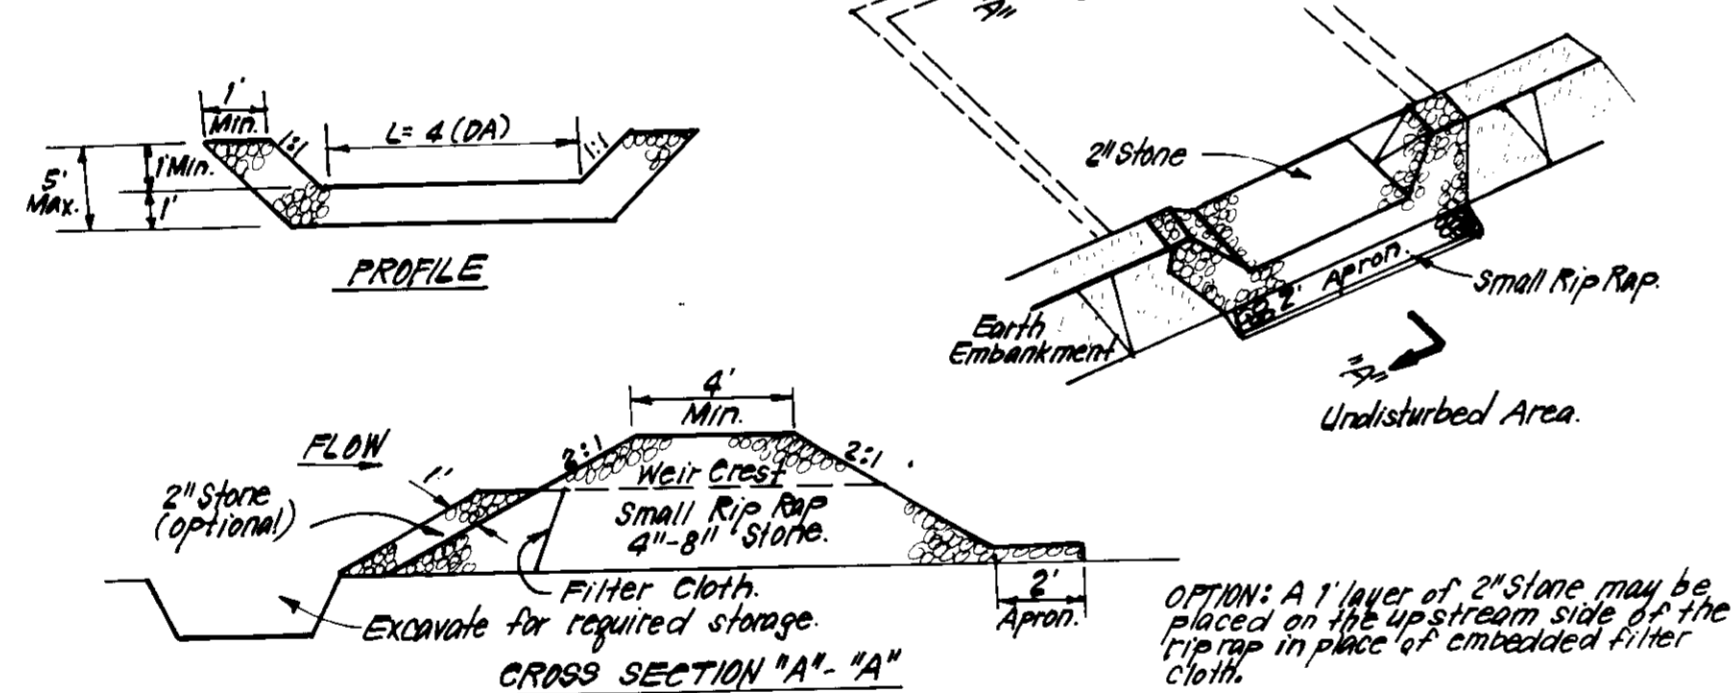 1'
Min.
1:1
L= 4 (DA)
1:1
5'
Max.
1' Min.
1'
PROFILE
"A"
2" Stone
2' Apron.
Small Rip Rap.
Earth
Embankment
"A"
Undisturbed Area.
4'
Min.
FLOW
1'
2:1
2:1
2" Stone
(optional)
Weir Crest
Small Rip Rap
4"-8" Stone.
Filter Cloth.
Excavate for required storage.
2'
Apron.
CROSS SECTION "A"- "A"
OPTION: A 1' layer of 2" Stone may be
placed on the upstream side of the
rip rap in place of embedded filter
cloth.